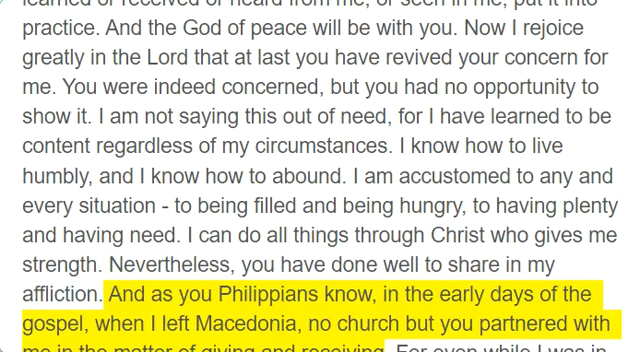 learned or received or heard from me, or seen in me, put it into
practice. And the God of peace will be with you. Now I rejoice
greatly in the Lord that at last you have revived your concern for
me. You were indeed concerned, but you had no opportunity to
show it. I am not saying this out of need, for I have learned to be
content regardless of my circumstances. I know how to live
humbly, and I know how to abound. I am accustomed to any and
every situation - to being filled and being hungry, to having plenty
and having need. I can do all things through Christ who gives me
strength. Nevertheless, you have done well to share in my
affliction. And as you Philippians know, in the early days of the
gospel, when I left Macedonia, no church but you partnered with
me in the matter of giving and receiving. For even while I was in